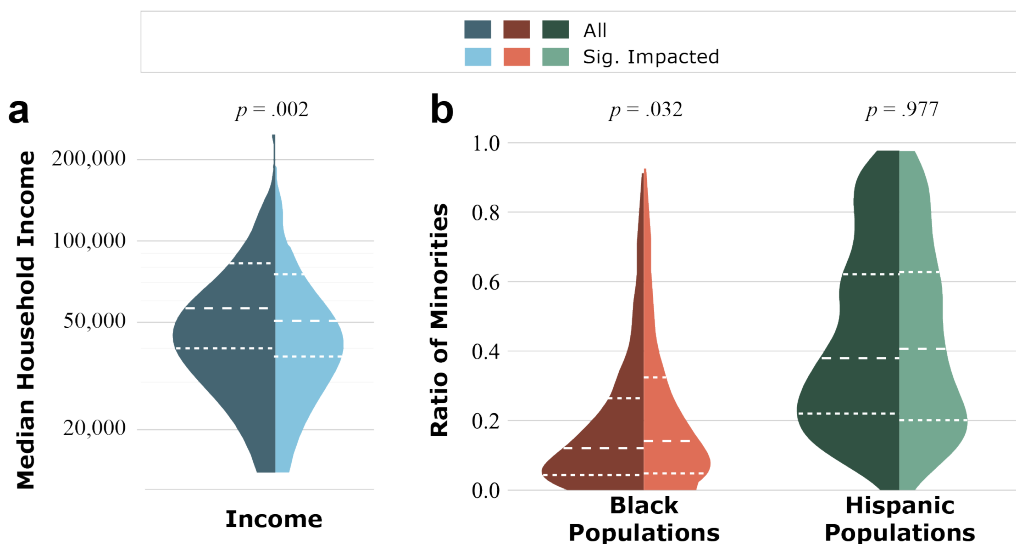 All
Sig. Impacted
a
p = .002
Median Household Income
200,000
100,000
50,000
20,000
Income
b
p = .032
p = .977
Ratio of Minorities
1.0
0.8
0.6
0.4
0.2
0.0
Black
Populations
Hispanic
Populations